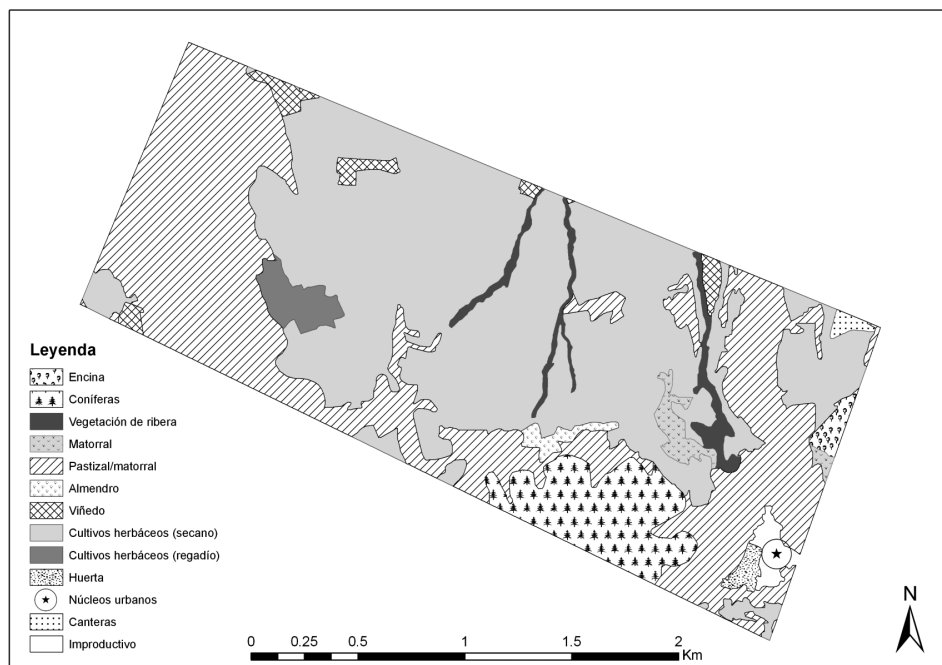 Leyenda
Encina
Coníferas
Vegetación de ribera
Matorral
Pastizal/matorral
Almendro
Viñedo
Cultivos herbáceos (secano)
Cultivos herbáceos (regadío)
Huerta
Núcleos urbanos
Canteras
Improductivo
0 0.25 0.5 1 1.5 2
Km
N